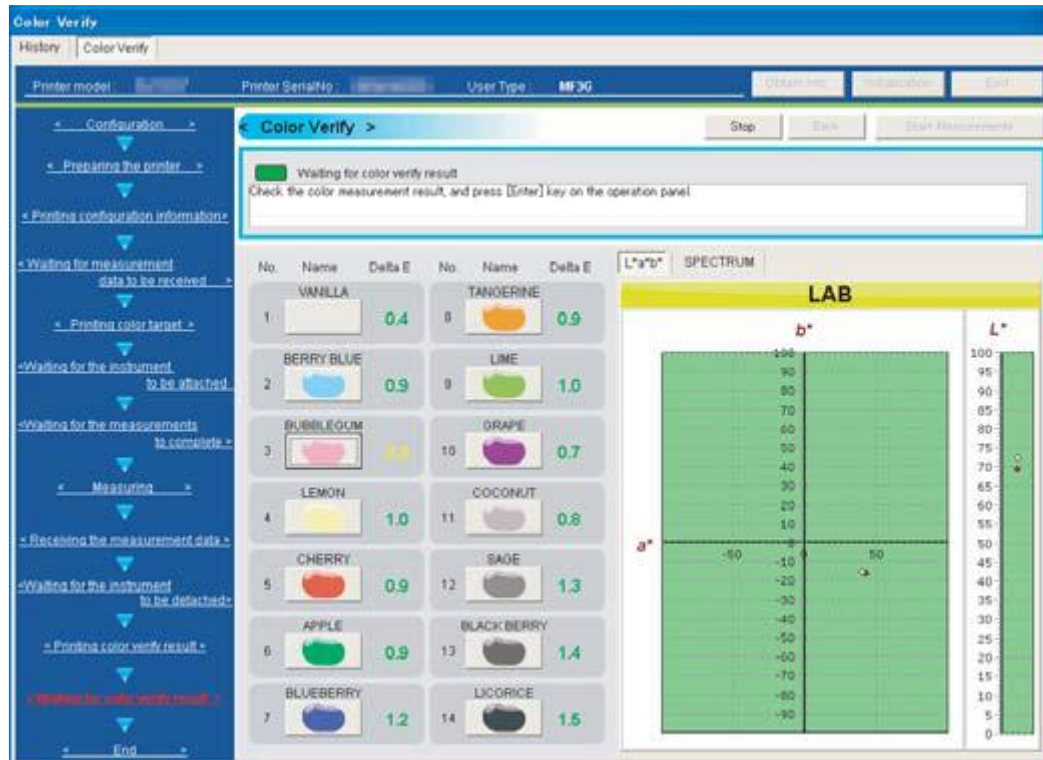 Color Verify
History Color Verify
Printer model : Printer SerialNo : User Type : MF3G Obtain info. Initialization End
< Configuration >
< Preparing the printer >
< Printing configuration information>
< Waiting for measurement
data to be received >
< Printing color target >
<Waiting for the instrument
to be attached
<Waiting for the measurements
to complete >
< Measuring >
< Receiving the measurement data >
<Waiting for the instrument
to be detached>
< Printing color verify result >
<Waiting for color verify result >
< End >
< Color Verify >
Stop Back Start Measurements
Waiting for color verify result
Check the color measurement result, and press [Enter] key on the operation panel
No. Name Delta E No. Name Delta E
VANILLA TANGERINE
1 0.4 8 0.9
BERRY BLUE LIME
2 0.9 9 1.0
BUBBLEGUM GRAPE
3 10 0.7
LEMON COCONUT
4 1.0 11 0.8
CHERRY SAGE
5 0.9 12 1.3
APPLE BLACK BERRY
6 0.9 13 1.4
BLUEBERRY LICORICE
7 1.2 14 1.5
L*a*b* SPECTRUM
LAB
b*
100
90
80
70
60
50
40
30
20
10
a* -50 0 50
-10
-20
-30
-40
-50
-60
-70
-80
-90
L*
100
95
90
85
80
75
70
65
60
55
50
45
40
35
30
25
20
15
10
5
0